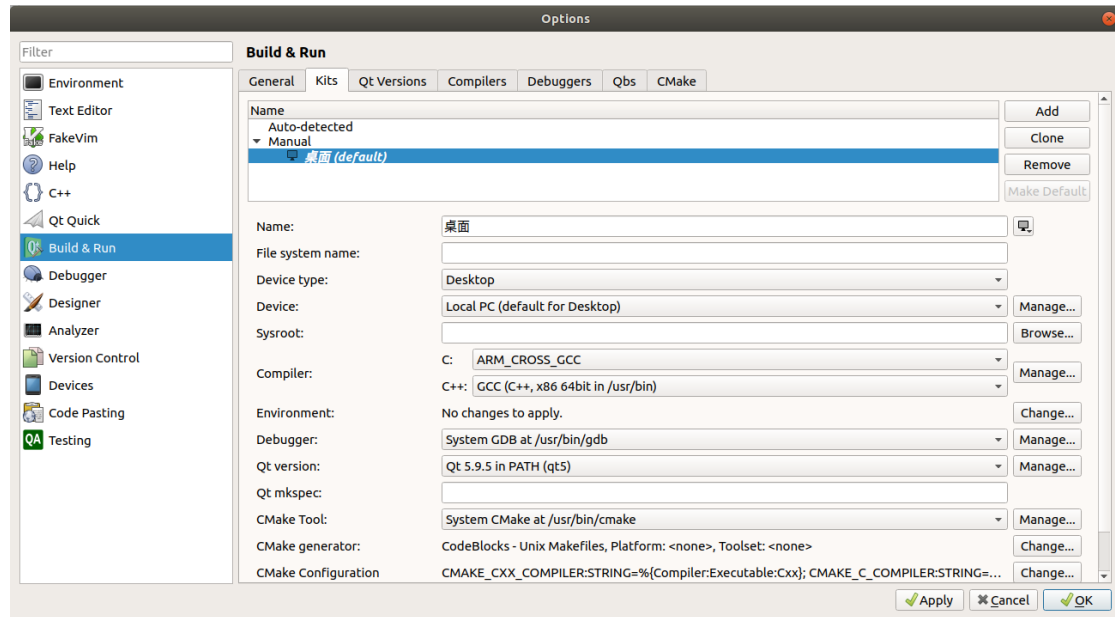 Options
Filter
Environment
Text Editor
FakeVim
Help
C++
Qt Quick
Build & Run
Debugger
Designer
Analyzer
Version Control
Devices
Code Pasting
Testing
Build & Run
General Kits Qt Versions Compilers Debuggers Qbs CMake
Name
Auto-detected
Manual
桌面 (default)
Add
Clone
Remove
Make Default
Name: 桌面
File system name:
Device type: Desktop
Device: Local PC (default for Desktop) Manage...
Sysroot: Browse...
Compiler: C: ARM_CROSS_GCC Manage...
C++: GCC (C++, x86 64bit in /usr/bin)
Environment: No changes to apply. Change...
Debugger: System GDB at /usr/bin/gdb Manage...
Qt version: Qt 5.9.5 in PATH (qt5) Manage...
Qt mkspec:
CMake Tool: System CMake at /usr/bin/cmake Manage...
CMake generator: CodeBlocks - Unix Makefiles, Platform: <none>, Toolset: <none> Change...
CMake Configuration CMAKE_CXX_COMPILER:STRING=%{Compiler:Executable:Cxx}; CMAKE_C_COMPILER:STRING=... Change...
Apply Cancel OK